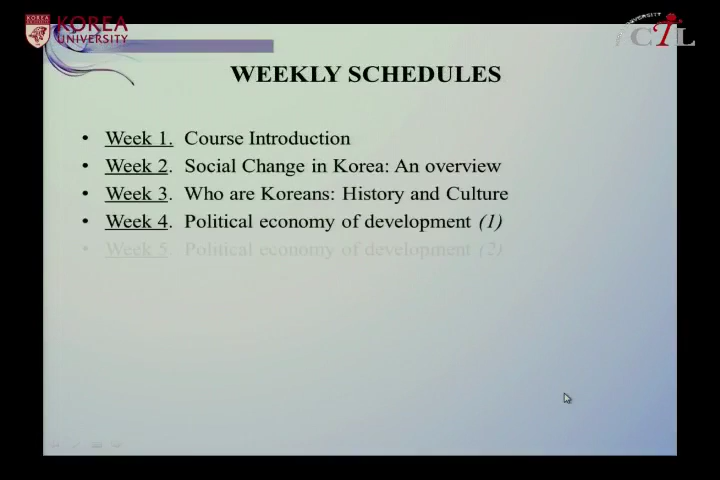 KOREA
KOREA
UNIVERSITY
UNIVERSITY
CTL
WEEKLY SCHEDULES
• Week 1. Course Introduction
• Week 2. Social Change in Korea: An overview
• Week 3. Who are Koreans: History and Culture
• Week 4. Political economy of development (1)
• Week 5. Political economy of development (2)